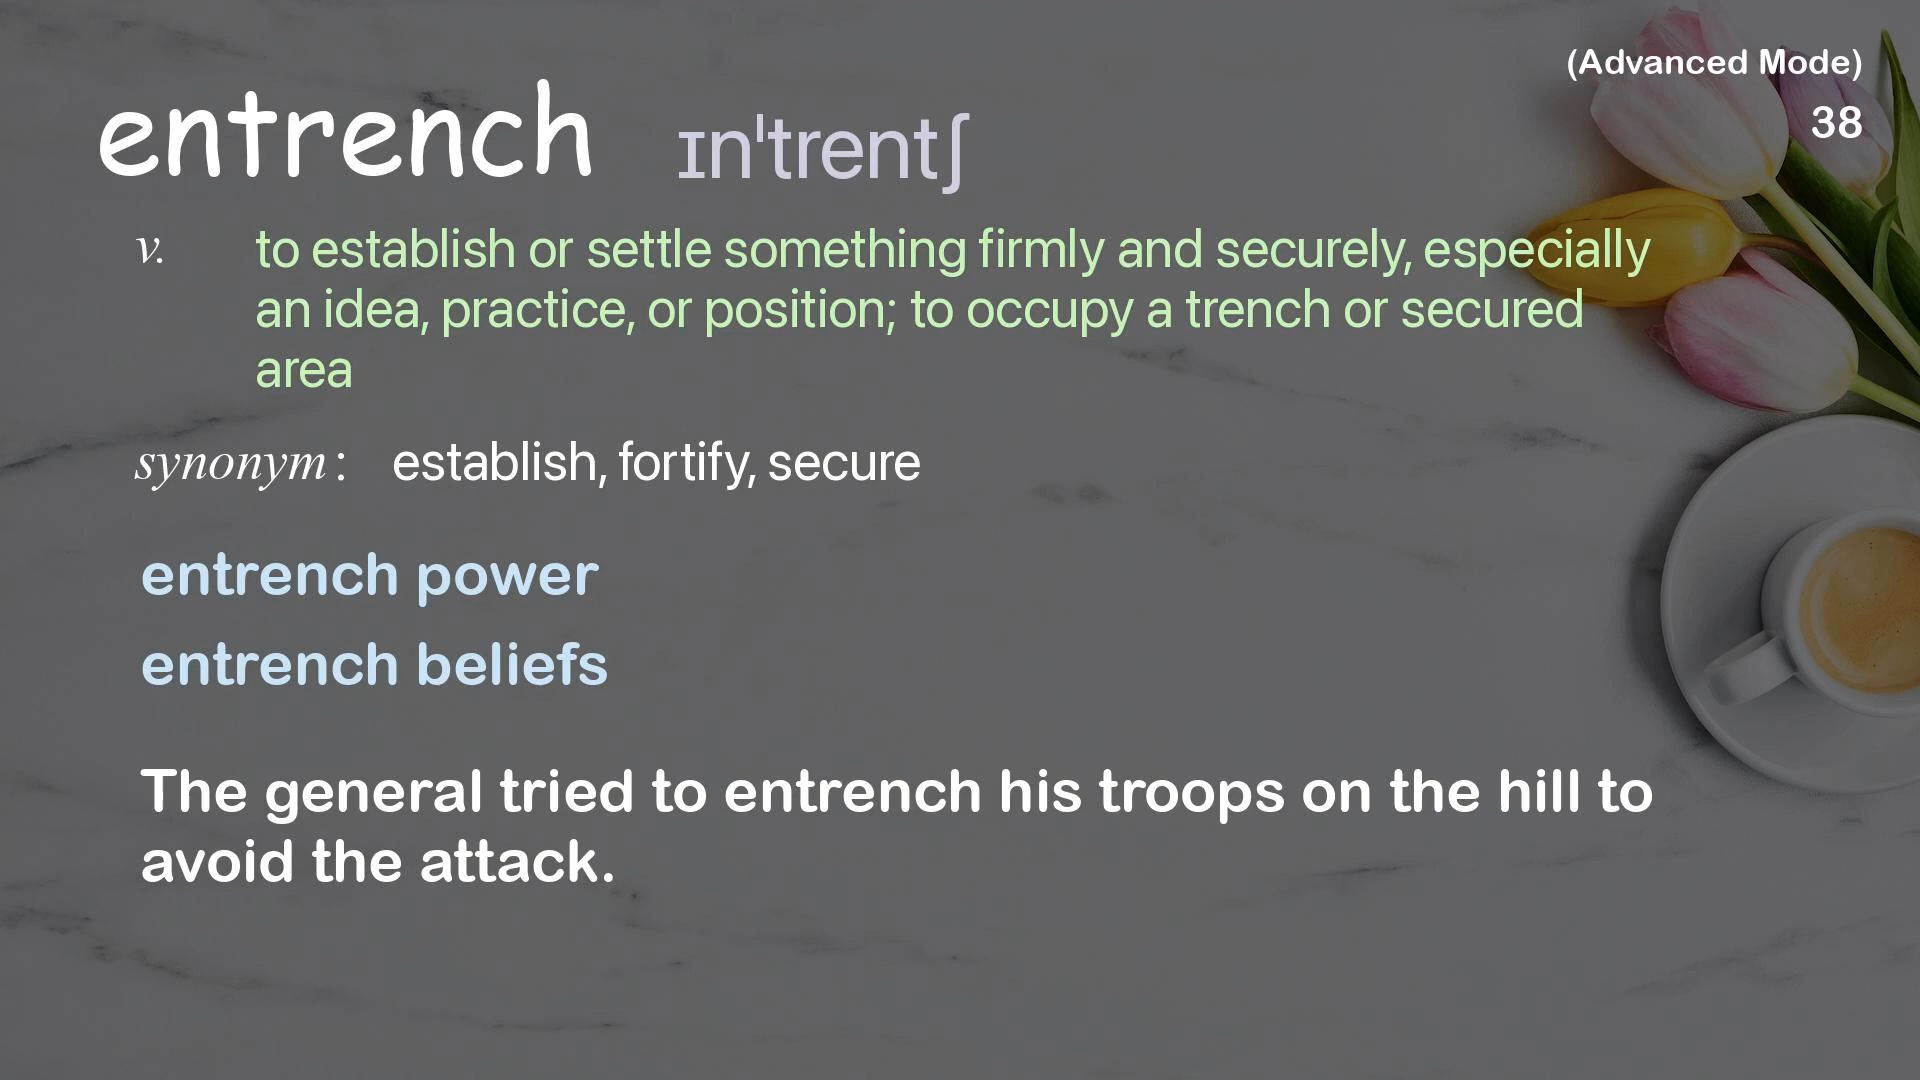 (Advanced Mode)
38
entrench ɪnˈtrentʃ
v. to establish or settle something firmly and securely, especially
an idea, practice, or position; to occupy a trench or secured
area
synonym: establish, fortify, secure
entrench power
entrench beliefs
The general tried to entrench his troops on the hill to
avoid the attack.